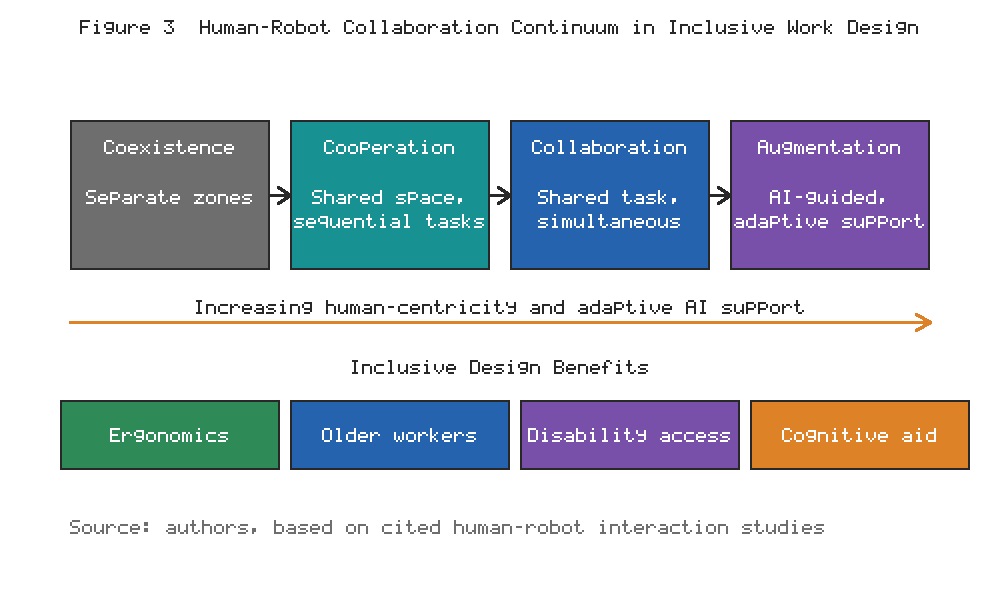 Figure 3  Human-Robot Collaboration Continuum in Inclusive Work Design
Coexistence
Separate zones
Cooperation
Shared space,
sequential tasks
Collaboration
Shared task,
simultaneous
Augmentation
AI-guided,
adaptive support
Increasing human-centricity and adaptive AI support
Inclusive Design Benefits
Ergonomics
Older workers
Disability access
Cognitive aid
Source: authors, based on cited human-robot interaction studies